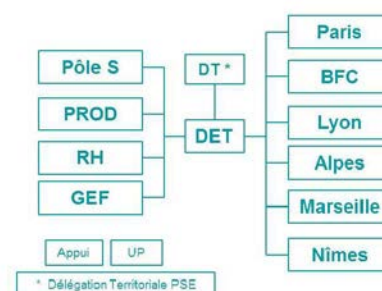 Pôle S
PROD
RH
GEF
DT *
DET
Paris
BFC
Lyon
Alpes
Marseille
Nîmes
Appui
UP
* Délégation Territoriale PSE